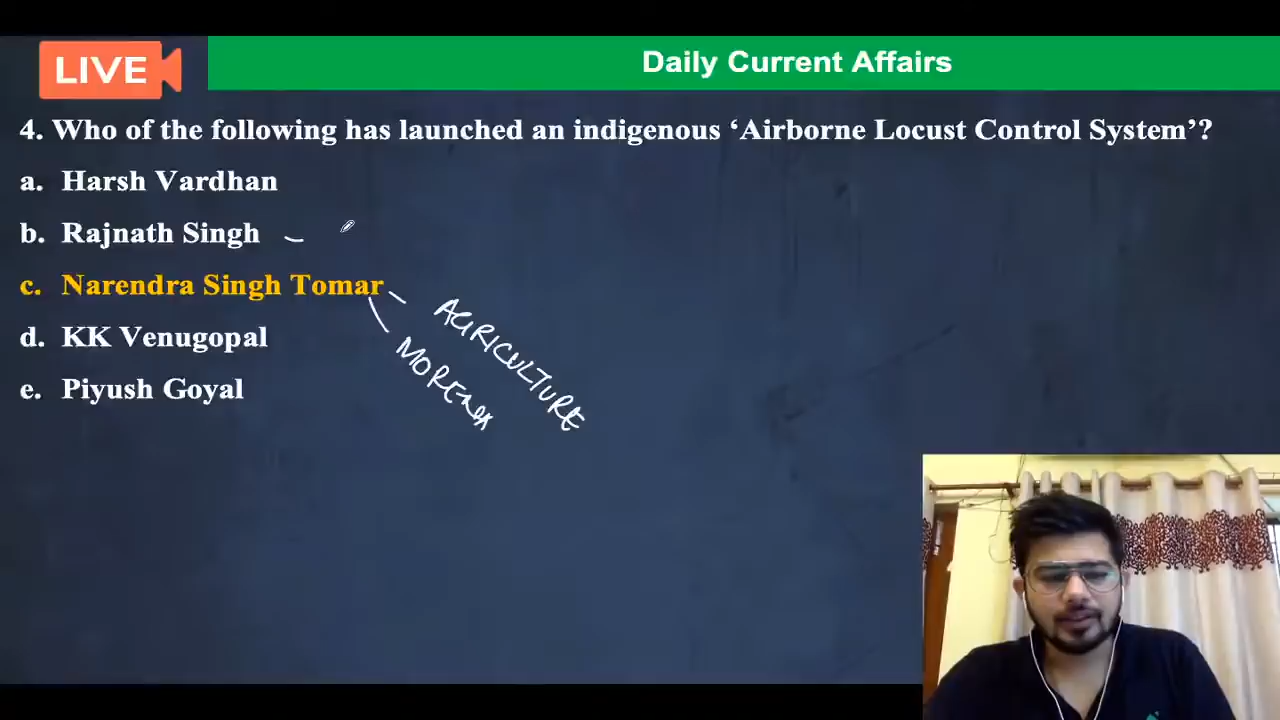 LIVE
Daily Current Affairs
4. Who of the following has launched an indigenous ‘Airborne Locust Control System’?
a. Harsh Vardhan
b. Rajnath Singh
c. Narendra Singh Tomar
AGRICULTURE
d. KK Venugopal
MORENA
e. Piyush Goyal